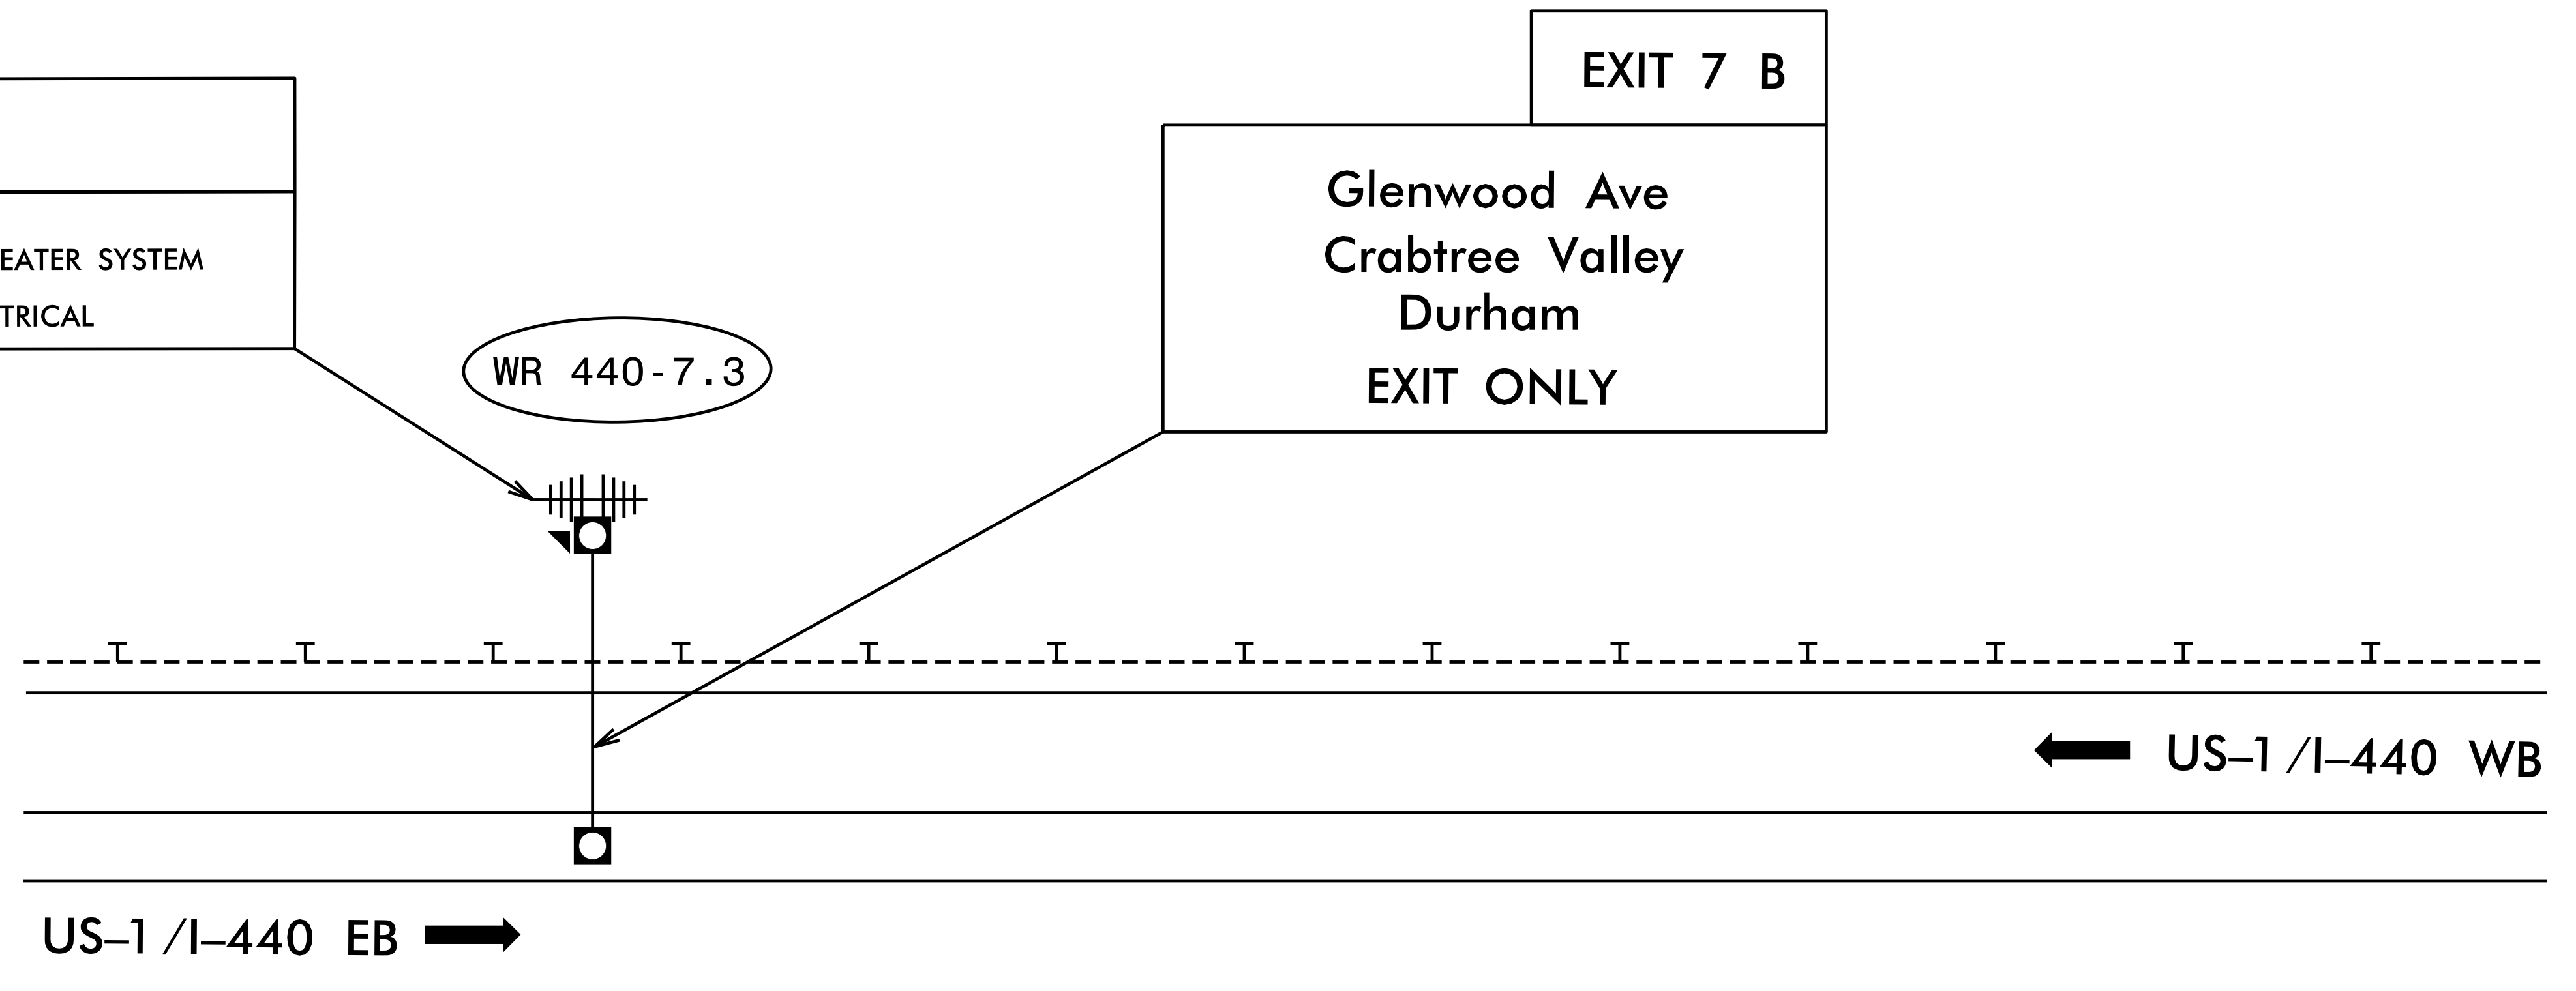 EXIT 7 B
Glenwood Ave
Crabtree Valley
Durham
EXIT ONLY
EATER SYSTEM
TRICAL
WR 440-7.3
T T T T T T T T T T T T T
US-1/I-440 WB
US-1/I-440 EB